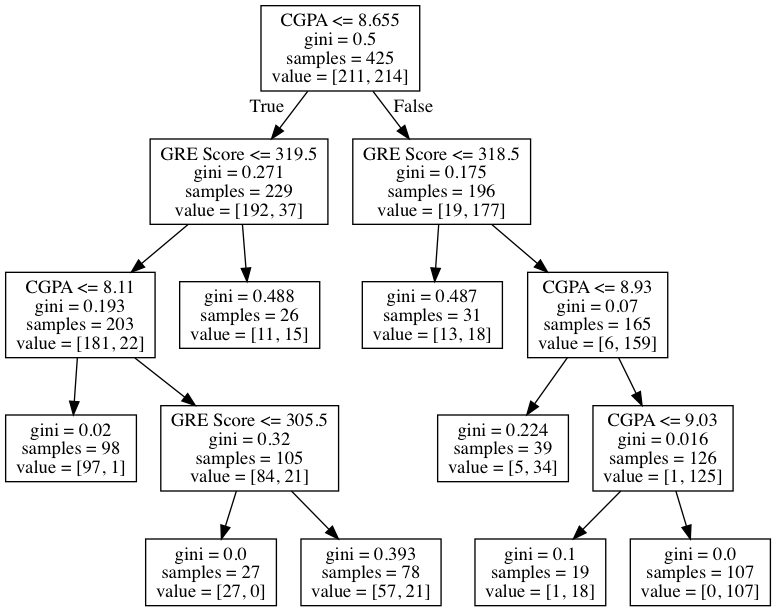 CGPA <= 8.655
gini = 0.5
samples = 425
value = [211, 214]
True
False
GRE Score <= 319.5
gini = 0.271
samples = 229
value = [192, 37]
GRE Score <= 318.5
gini = 0.175
samples = 196
value = [19, 177]
CGPA <= 8.11
gini = 0.193
samples = 203
value = [181, 22]
gini = 0.488
samples = 26
value = [11, 15]
gini = 0.487
samples = 31
value = [13, 18]
CGPA <= 8.93
gini = 0.07
samples = 165
value = [6, 159]
gini = 0.02
samples = 98
value = [97, 1]
GRE Score <= 305.5
gini = 0.32
samples = 105
value = [84, 21]
gini = 0.224
samples = 39
value = [5, 34]
CGPA <= 9.03
gini = 0.016
samples = 126
value = [1, 125]
gini = 0.0
samples = 27
value = [27, 0]
gini = 0.393
samples = 78
value = [57, 21]
gini = 0.1
samples = 19
value = [1, 18]
gini = 0.0
samples = 107
value = [0, 107]